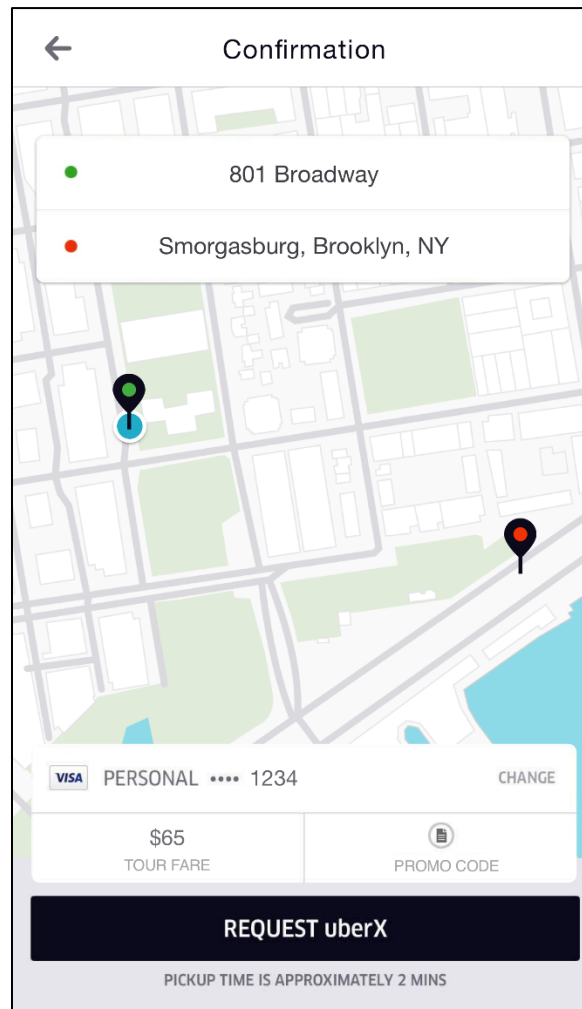 Confirmation
801 Broadway
Smorgasburg, Brooklyn, NY
VISA PERSONAL •••• 1234 CHANGE
$65
TOUR FARE PROMO CODE
REQUEST uberX
PICKUP TIME IS APPROXIMATELY 2 MINS